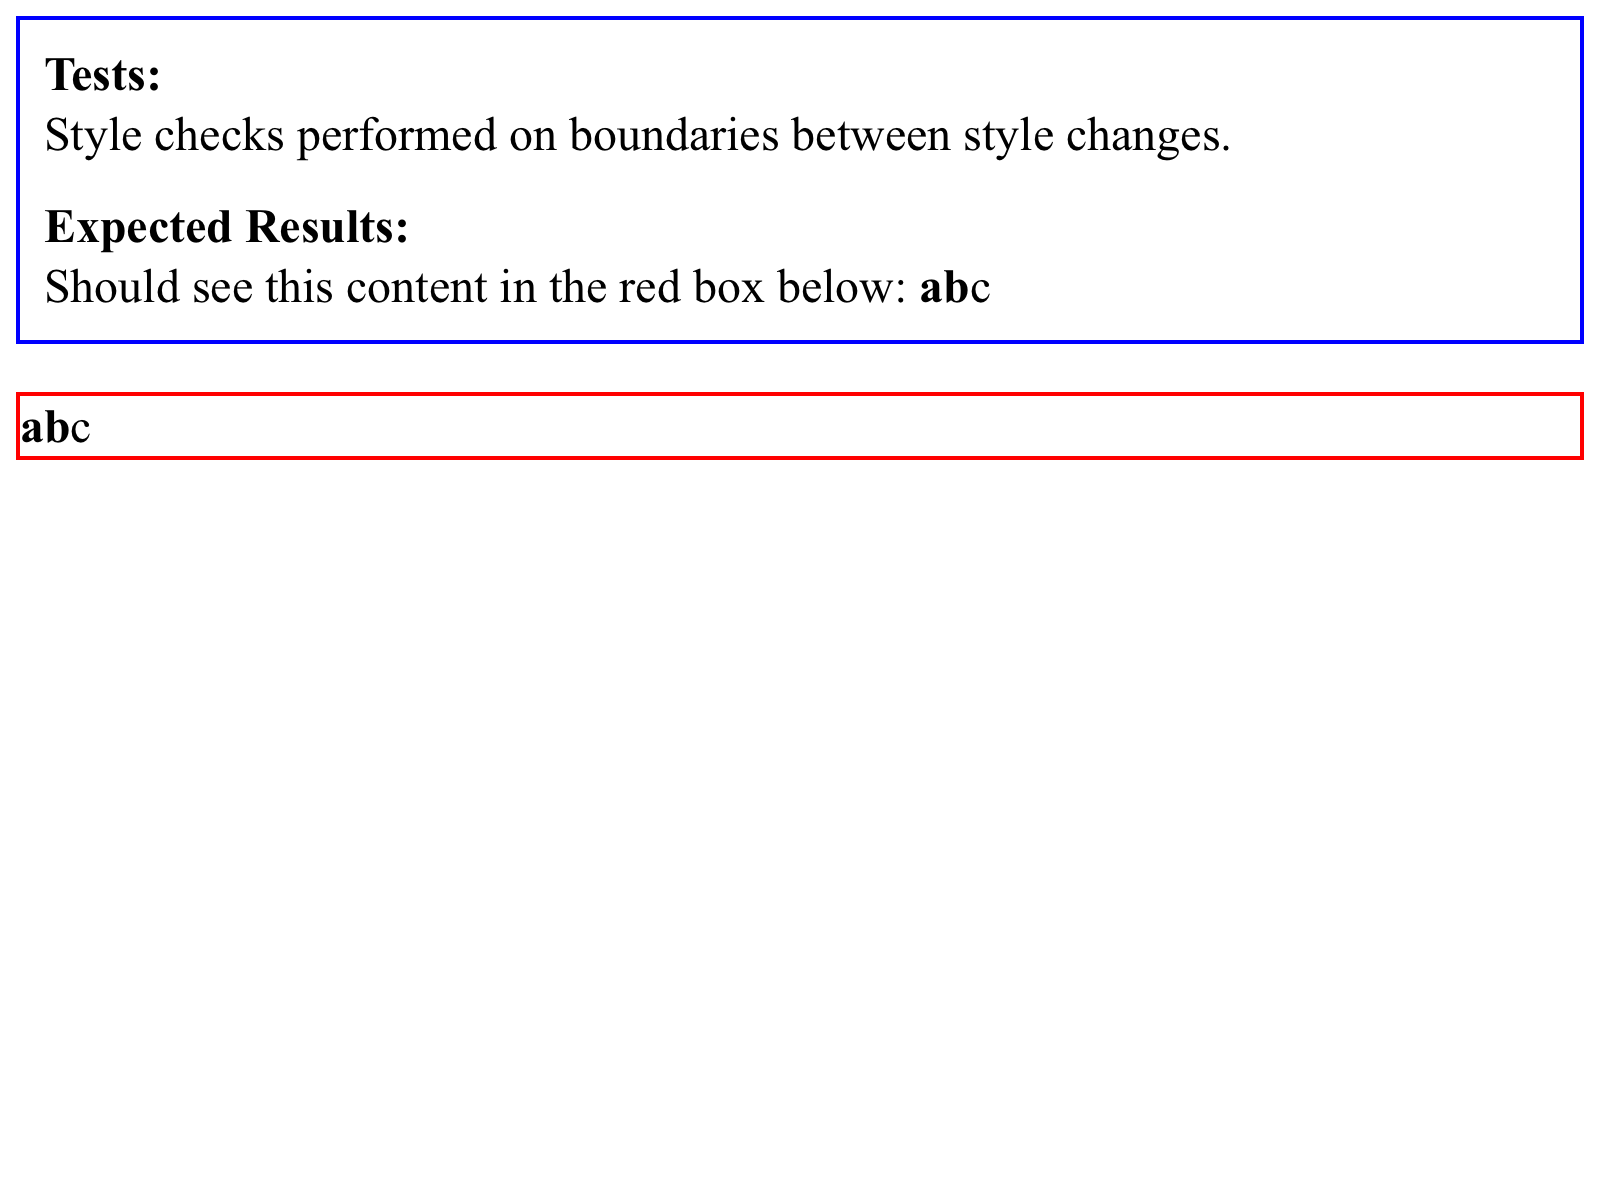 Tests:
Style checks performed on boundaries between style changes.
Expected Results:
Should see this content in the red box below: abc
abc